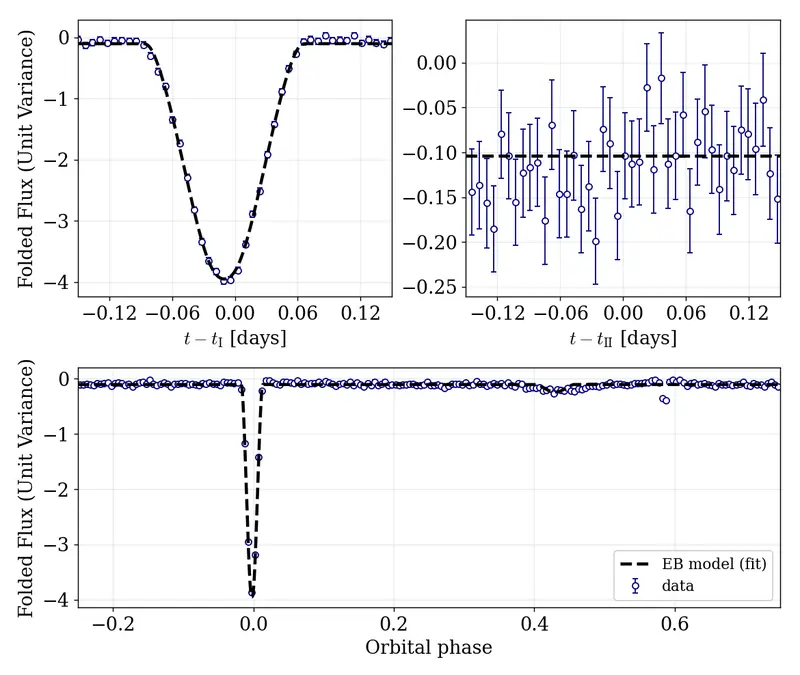 Folded Flux (Unit Variance)
0
−1
−2
−3
−4
−0.12 −0.06 0.00 0.06 0.12
t − tI [days]
0.00
−0.05
−0.10
−0.15
−0.20
−0.25
−0.12 −0.06 0.00 0.06 0.12
t − tII [days]
Folded Flux (Unit Variance)
0
−1
−2
−3
−4
−0.2 0.0 0.2 0.4 0.6
Orbital phase
EB model (fit)
data